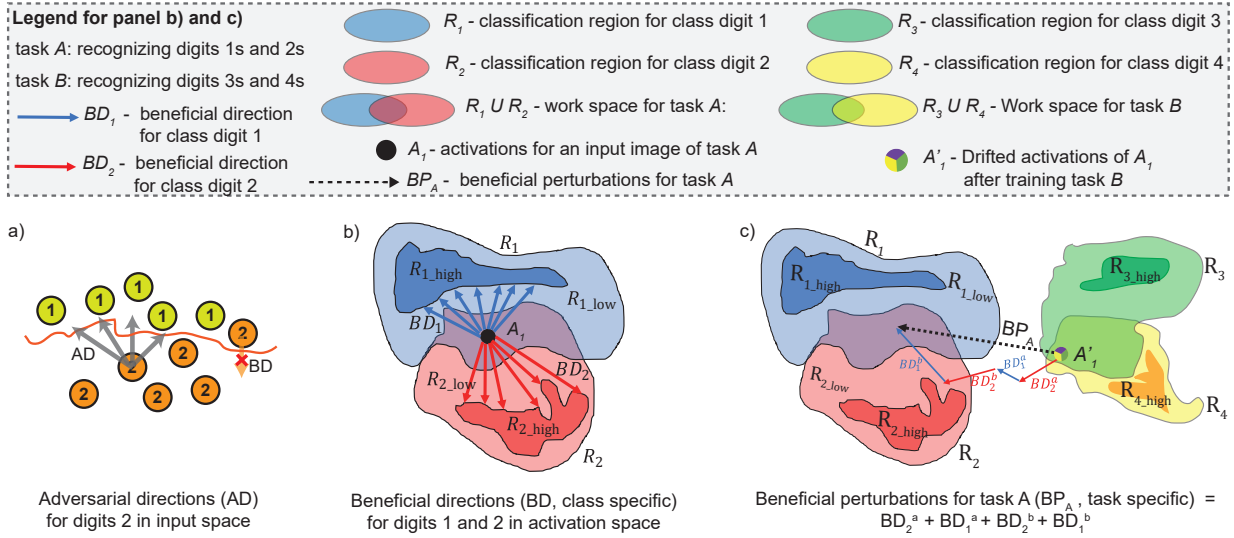 Legend for panel b) and c)
task A: recognizing digits 1s and 2s
task B: recognizing digits 3s and 4s
BD₁ - beneficial direction
for class digit 1
BD₂ - beneficial direction
for class digit 2
R₁ - classification region for class digit 1
R₂ - classification region for class digit 2
R₁ U R₂ - work space for task A:
A₁ - activations for an input image of task A
BP_A - beneficial perturbations for task A
R₃ - classification region for class digit 3
R₄ - classification region for class digit 4
R₃ U R₄ - Work space for task B
A'₁ - Drifted activations of A₁
after training task B
a)
1
1
1
1
1
2
2
2
2
2
2
2
AD
BD
Adversarial directions (AD)
for digits 2 in input space
b)
R₁
R₁_high
R₁_low
BD₁
A₁
BD₂
R₂_low
R₂_high
R₂
Beneficial directions (BD, class specific)
for digits 1 and 2 in activation space
c)
R₁
R₁_high
R₁_low
R₃_high
R₃
BP_A
A'₁
BD₁ᵇ
BD₂ᵇ
BD₁ᵃ
BD₂ᵃ
R₂_low
R₂_high
R₂
R₄_high
R₄
Beneficial perturbations for task A (BP_A , task specific) =
BD₂ᵃ + BD₁ᵃ + BD₂ᵇ + BD₁ᵇ